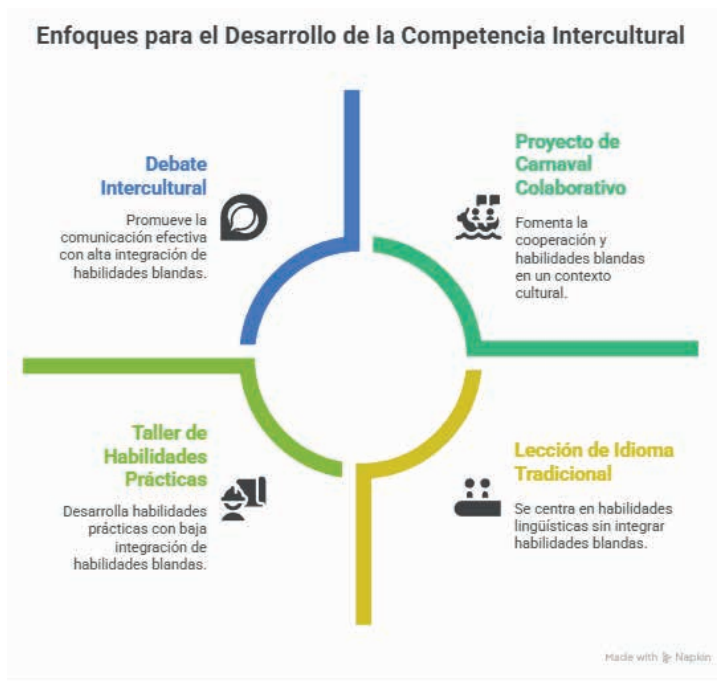 Enfoques para el Desarrollo de la Competencia Intercultural
Debate
Intercultural
Promueve la
comunicación efectiva
con alta integración de
habilidades blandas.
Proyecto de
Carnaval
Colaborativo
Fomenta la
cooperación y
habilidades blandas
en un contexto
cultural.
Taller de
Habilidades
Prácticas
Desarrolla habilidades
prácticas con baja
integración de
habilidades blandas.
Lección de Idioma
Tradicional
Se centra en habilidades
lingüísticas sin integrar
habilidades blandas.
Made with Napkin